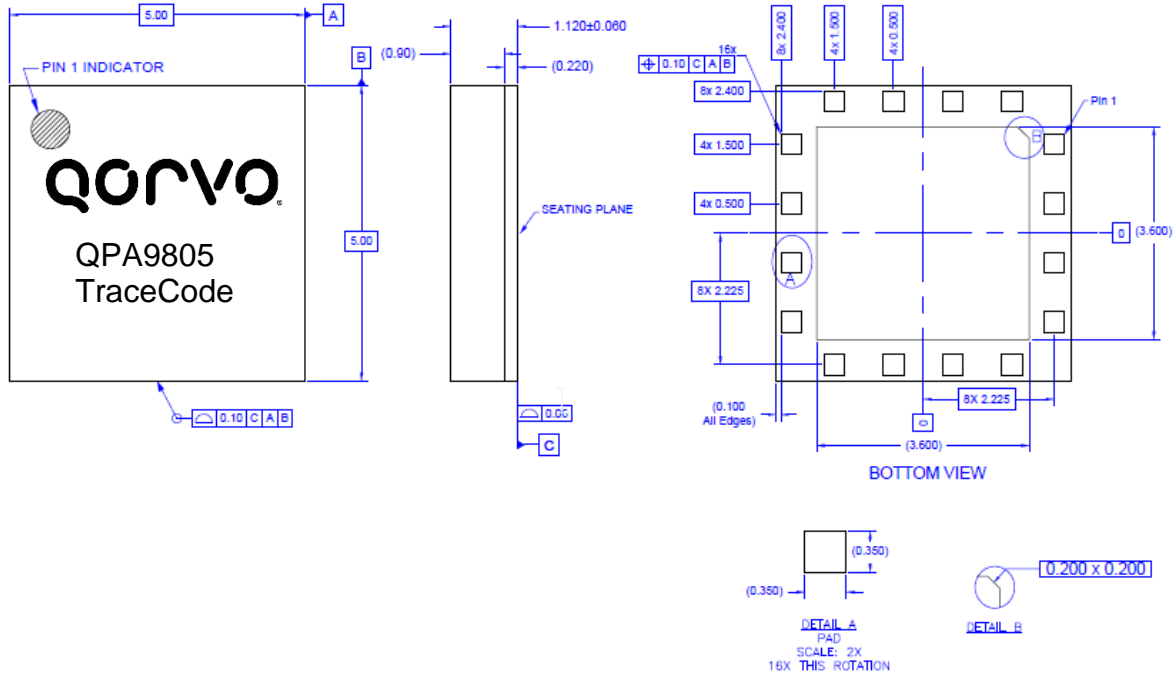 5.00
A
B
PIN 1 INDICATOR
QORVO
QPA9805
TraceCode
5.00
0.10 C A B
(0.90)
1.120±0.060
(0.220)
SEATING PLANE
C
16x
0.10 C A B
8x 2.400
4x 1.500
4x 0.500
8x 2.400
4x 1.500
4x 0.500
8X 2.225
Pin 1
B
A
0
(3.600)
(0.100
All Edges)
8X 2.225
0
(3.600)
BOTTOM VIEW
(0.350)
(0.350)
DETAIL A
PAD
SCALE: 2X
16X THIS ROTATION
0.200 x 0.200
DETAIL B